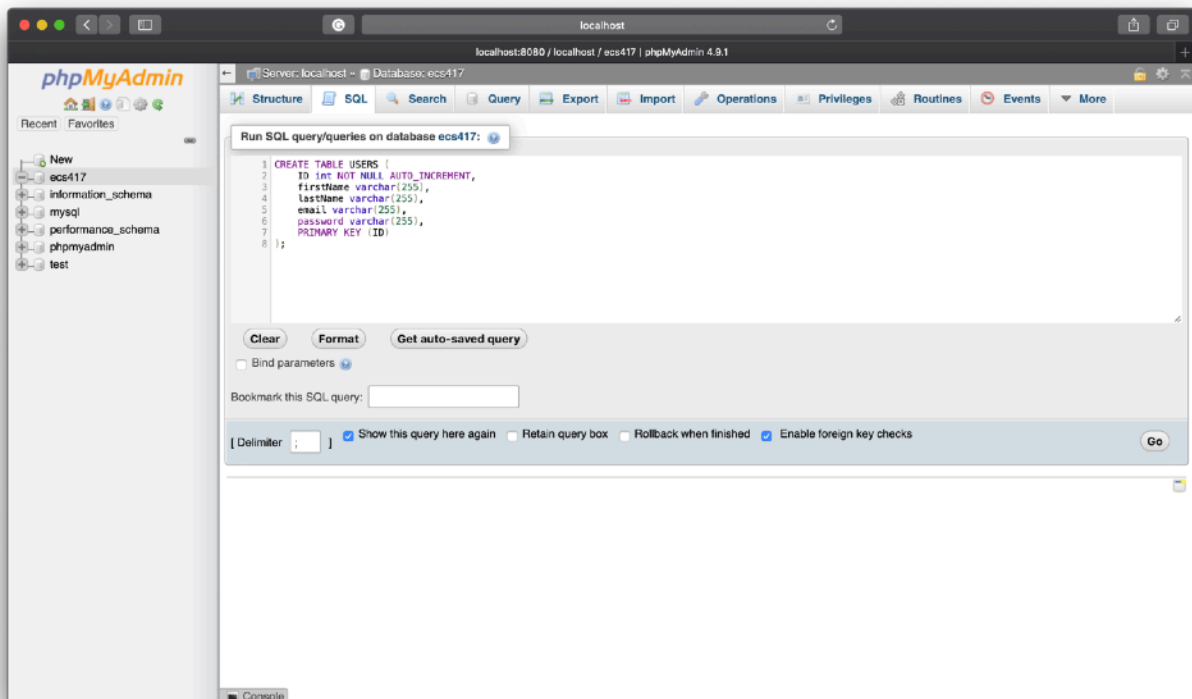 localhost
localhost:8080 / localhost / ecs417 | phpMyAdmin 4.9.1
phpMyAdmin
Recent Favorites
New
ecs417
information_schema
mysql
performance_schema
phpmyadmin
test
Server: localhost » Database: ecs417
Structure SQL Search Query Export Import Operations Privileges Routines Events More
Run SQL query/queries on database ecs417:
1 CREATE TABLE USERS (
2 ID int NOT NULL AUTO_INCREMENT,
3 firstName varchar(255),
4 lastName varchar(255),
5 email varchar(255),
6 password varchar(255),
7 PRIMARY KEY (ID)
8 );
Clear Format Get auto-saved query
Bind parameters
Bookmark this SQL query:
[ Delimiter ; ] Show this query here again Retain query box Rollback when finished Enable foreign key checks Go
Console